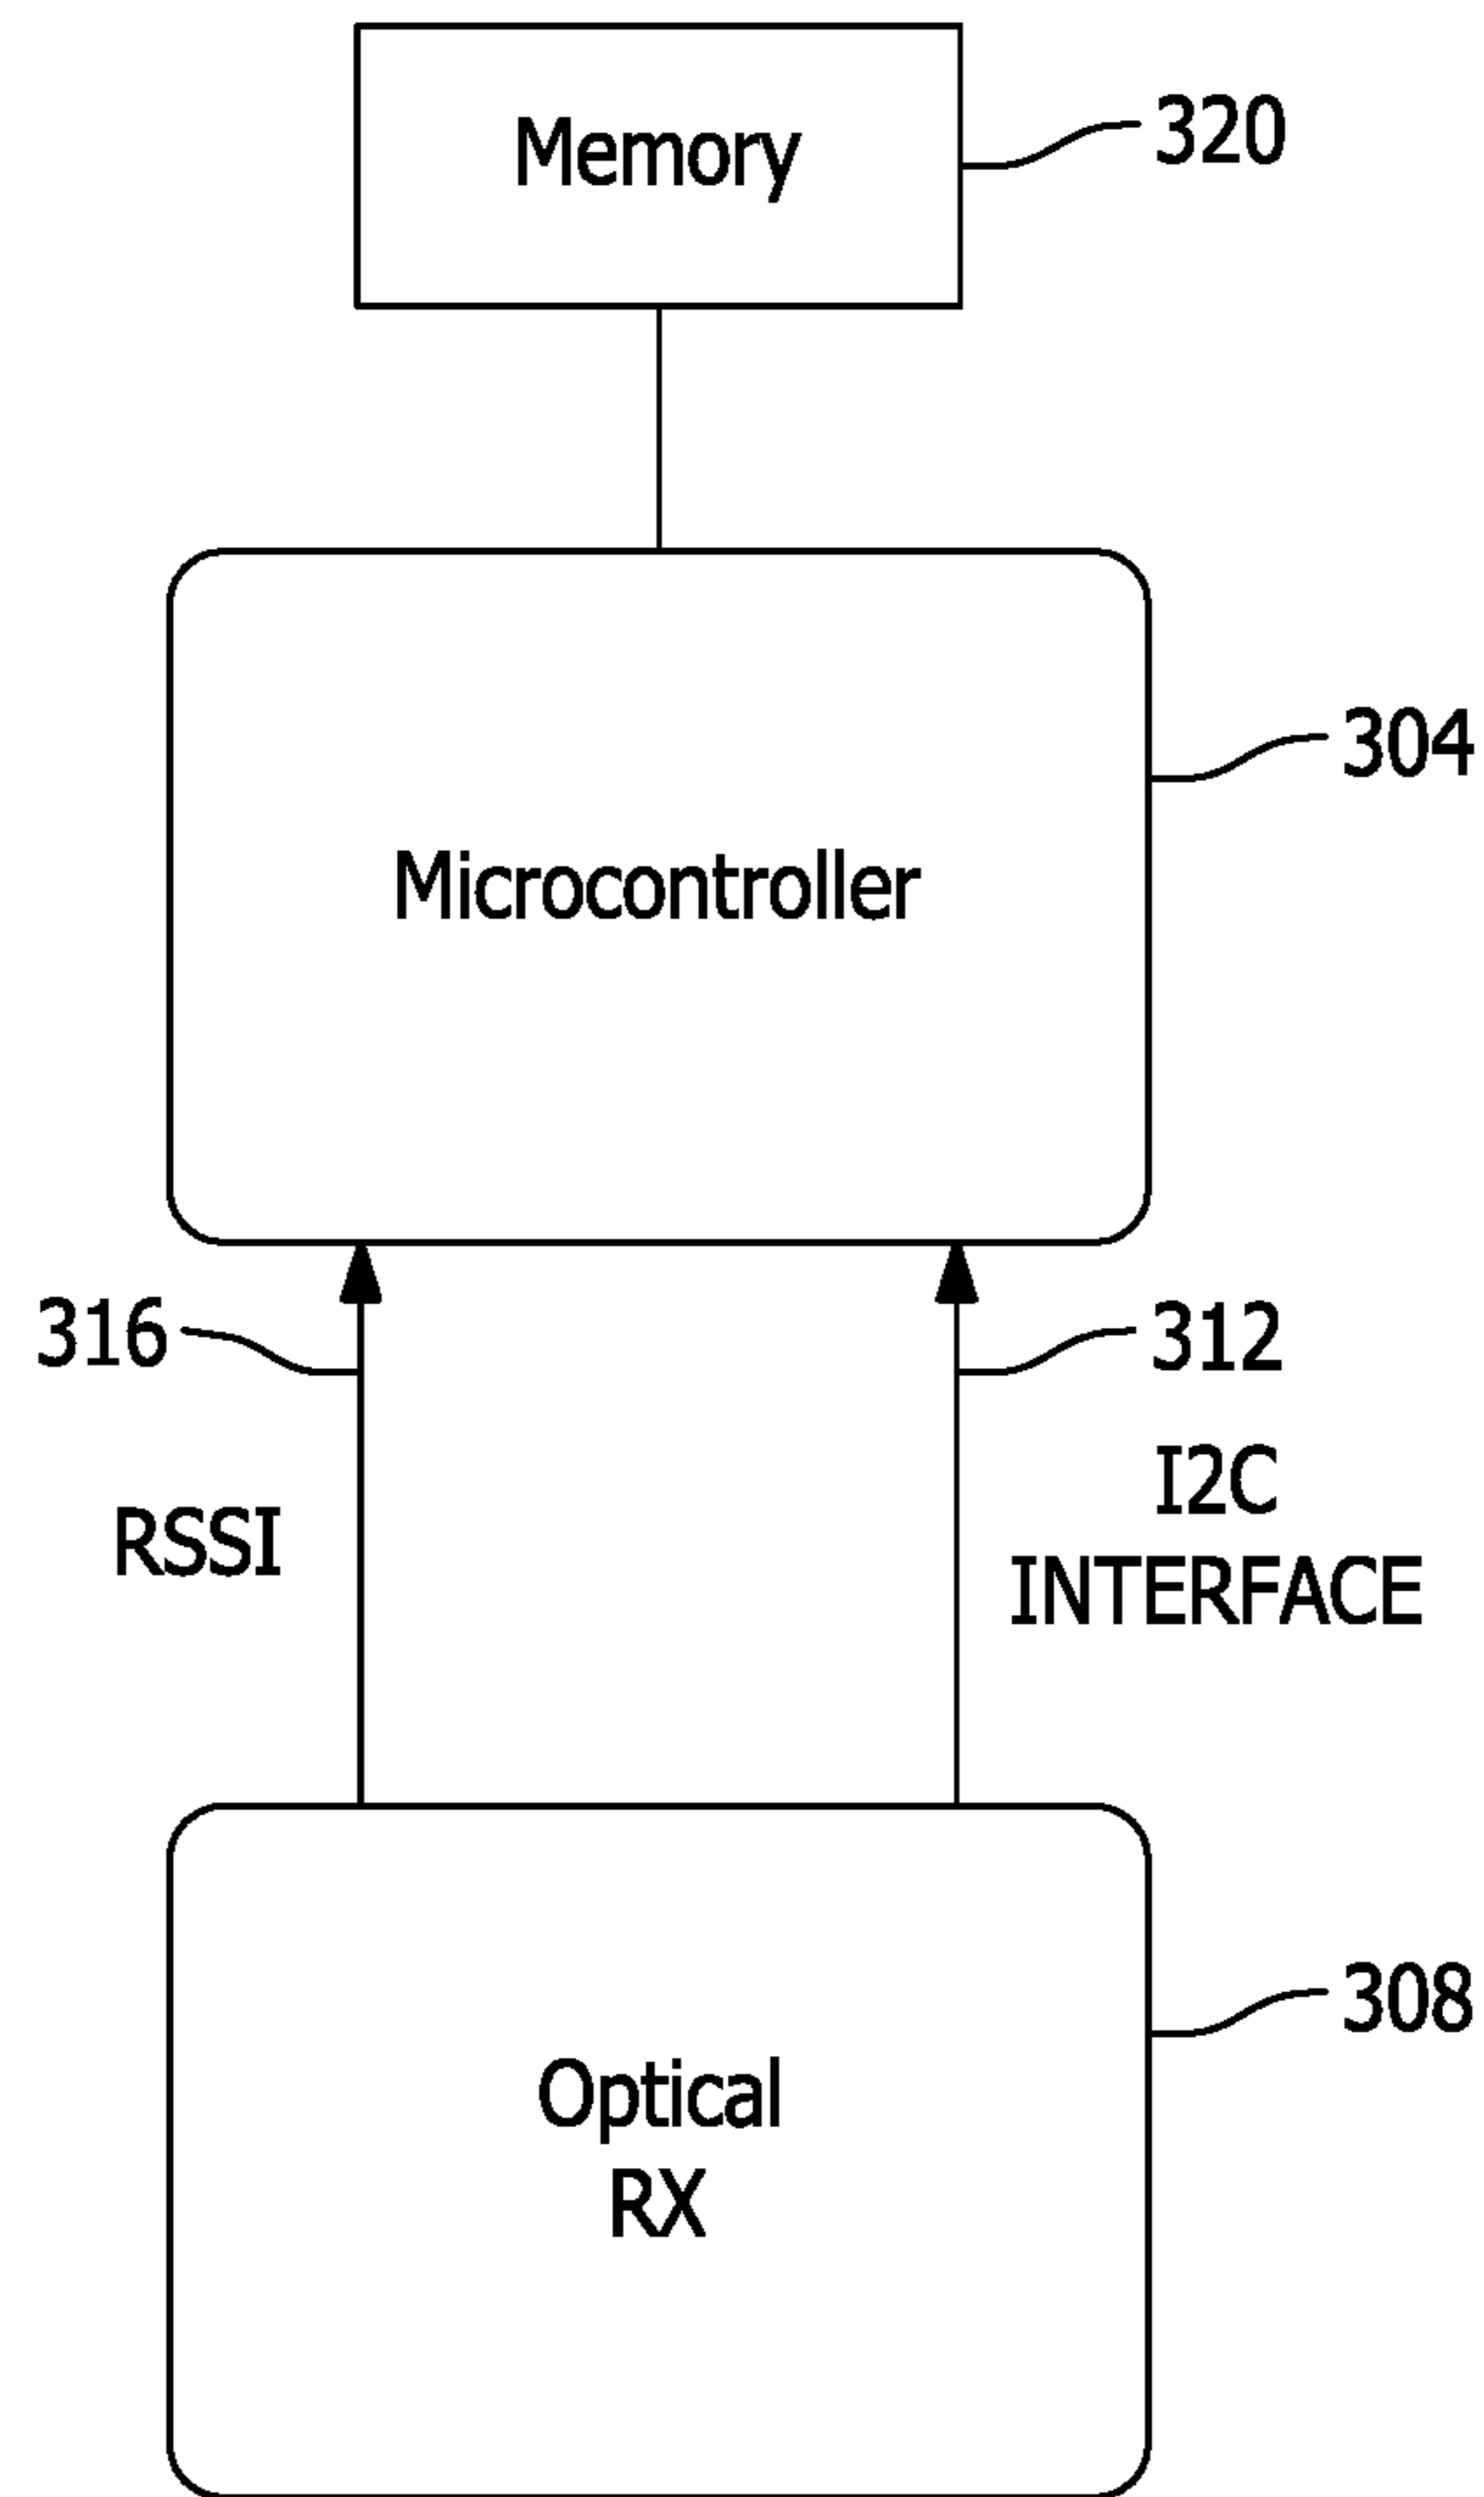 Memory
320
304
Microcontroller
316
312
I2C
RSSI
INTERFACE
308
Optical
RX